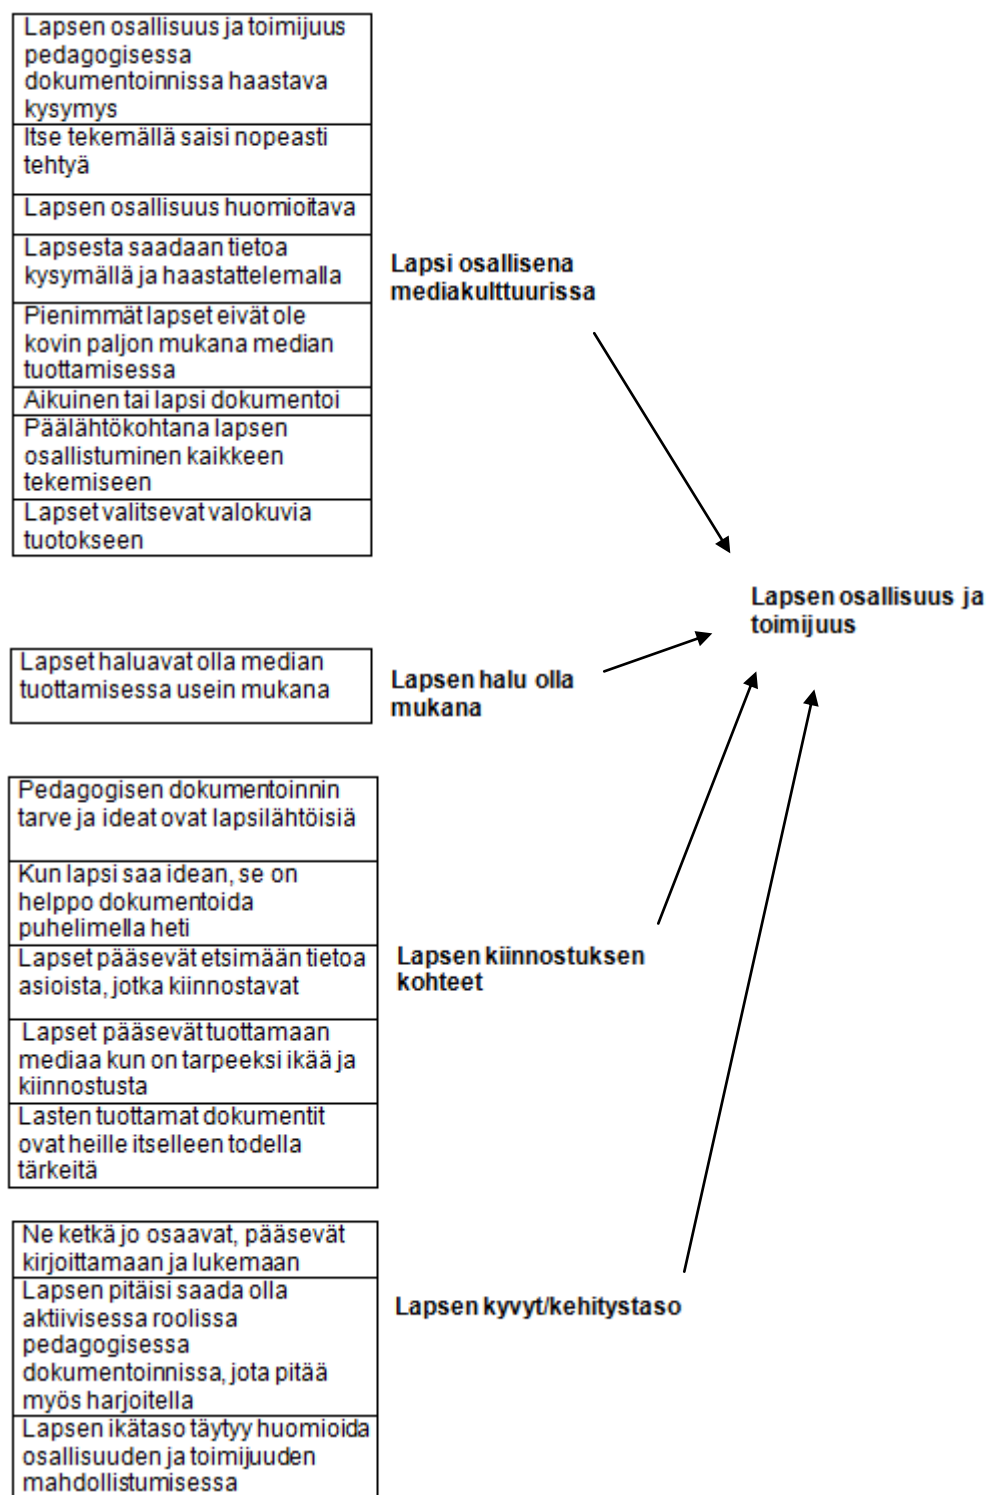 Lapsen osallisuus ja toimijuus
pedagogisessa
dokumentoinnissa haastava
kysymys
Itse tekemällä saisi nopeasti
tehtyä
Lapsen osallisuus huomioitava
Lapsesta saadaan tietoa
kysymällä ja haastattelemalla
Pienimmät lapset eivät ole
kovin paljon mukana median
tuottamisessa
Aikuinen tai lapsi dokumentoi
Päälähtökohtana lapsen
osallistuminen kaikkeen
tekemiseen
Lapset valitsevat valokuvia
tuotokseen
Lapsi osallisena
mediakulttuurissa
Lapsen osallisuus ja
toimijuus
Lapset haluavat olla median
tuottamisessa usein mukana
Lapsen halu olla
mukana
Pedagogisen dokumentoinnin
tarve ja ideat ovat lapsilähtöisiä
Kun lapsi saa idean, se on
helppo dokumentoida
puhelimella heti
Lapset pääsevät etsimään tietoa
asioista, jotka kiinnostavat
Lapset pääsevät tuottamaan
mediaa kun on tarpeeksi ikää ja
kiinnostusta
Lasten tuottamat dokumentit
ovat heille itselleen todella
tärkeitä
Lapsen kiinnostuksen
kohteet
Ne ketkä jo osaavat, pääsevät
kirjoittamaan ja lukemaan
Lapsen pitäisi saada olla
aktiivisessa roolissa
pedagogisessa
dokumentoinnissa, jota pitää
myös harjoitella
Lapsen ikätaso täytyy huomioida
osallisuuden ja toimijuuden
mahdollistumisessa
Lapsen kyvyt/kehitystaso